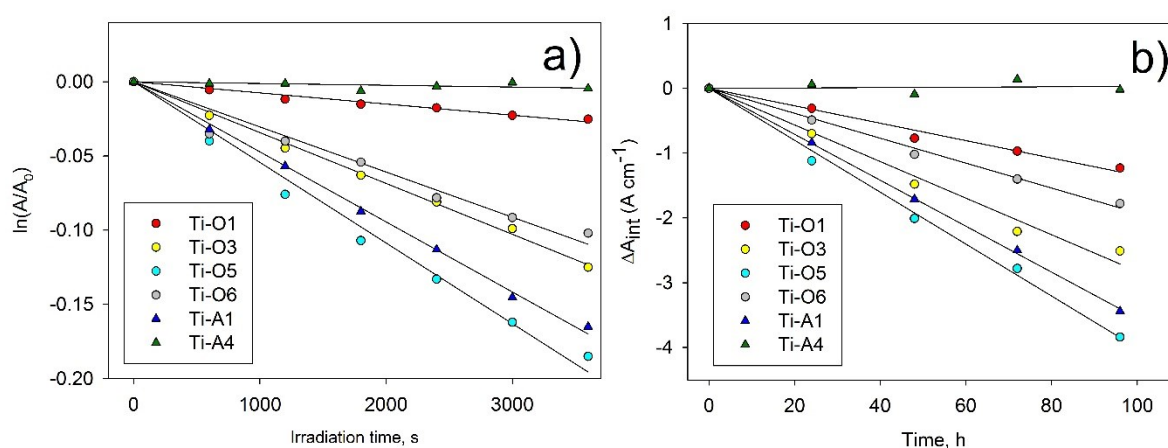 a)
ln(A/A₀)
0.00
-0.05
-0.10
-0.15
-0.20
Ti-O1
Ti-O3
Ti-O5
Ti-O6
Ti-A1
Ti-A4
0 1000 2000 3000
Irradiation time, s
b)
ΔA_int (A cm⁻¹)
1
0
-1
-2
-3
-4
Ti-O1
Ti-O3
Ti-O5
Ti-O6
Ti-A1
Ti-A4
0 20 40 60 80 100
Time, h